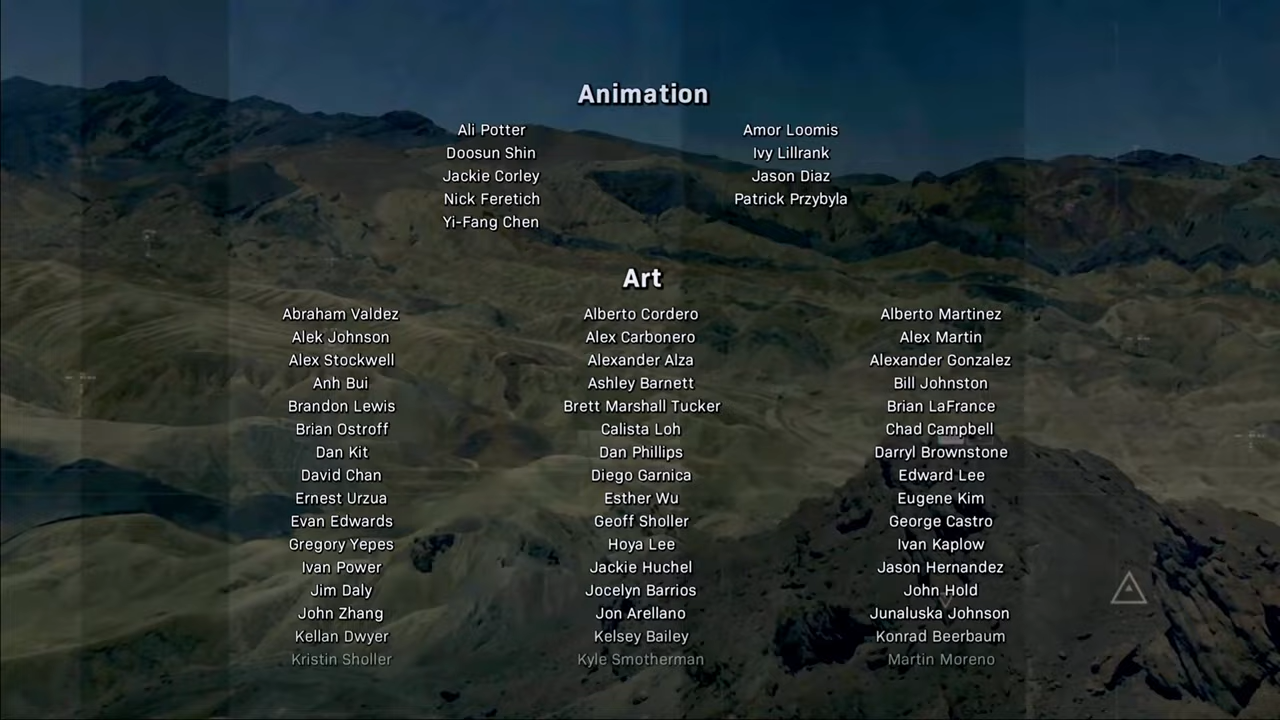 Animation
Ali Potter Amor Loomis
Doosun Shin Ivy Lillrank
Jackie Corley Jason Diaz
Nick Feretich Patrick Przybyla
Yi-Fang Chen
Art
Abraham Valdez Alberto Cordero Alberto Martinez
Alek Johnson Alex Carbonero Alex Martin
Alex Stockwell Alexander Alza Alexander Gonzalez
Anh Bui Ashley Barnett Bill Johnston
Brandon Lewis Brett Marshall Tucker Brian LaFrance
Brian Ostroff Calista Loh Chad Campbell
Dan Kit Dan Phillips Darryl Brownstone
David Chan Diego Garnica Edward Lee
Ernest Urzua Esther Wu Eugene Kim
Evan Edwards Geoff Sholler George Castro
Gregory Yepes Hoya Lee Ivan Kaplow
Ivan Power Jackie Huchel Jason Hernandez
Jim Daly Jocelyn Barrios John Hold
John Zhang Jon Arellano Junaluska Johnson
Kellan Dwyer Kelsey Bailey Konrad Beerbaum
Kristin Sholler Kyle Smotherman Martin Moreno